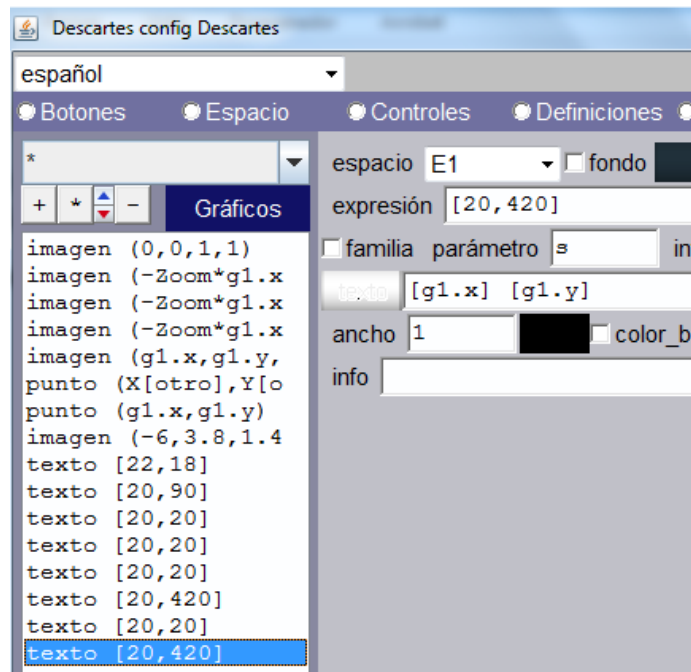 Descartes config Descartes
español
Botones Espacio Controles Definiciones
*
+ * - Gráficos
imagen (0,0,1,1)
imagen (-Zoom*g1.x
imagen (-Zoom*g1.x
imagen (-Zoom*g1.x
imagen (g1.x,g1.y,
punto (X[otro],Y[o
punto (g1.x,g1.y)
imagen (-6,3.8,1.4
texto [22,18]
texto [20,90]
texto [20,20]
texto [20,20]
texto [20,20]
texto [20,420]
texto [20,20]
texto [20,420]
espacio E1 fondo
expresión [20,420]
familia parámetro s in
texto [g1.x] [g1.y]
ancho 1 color_b
info